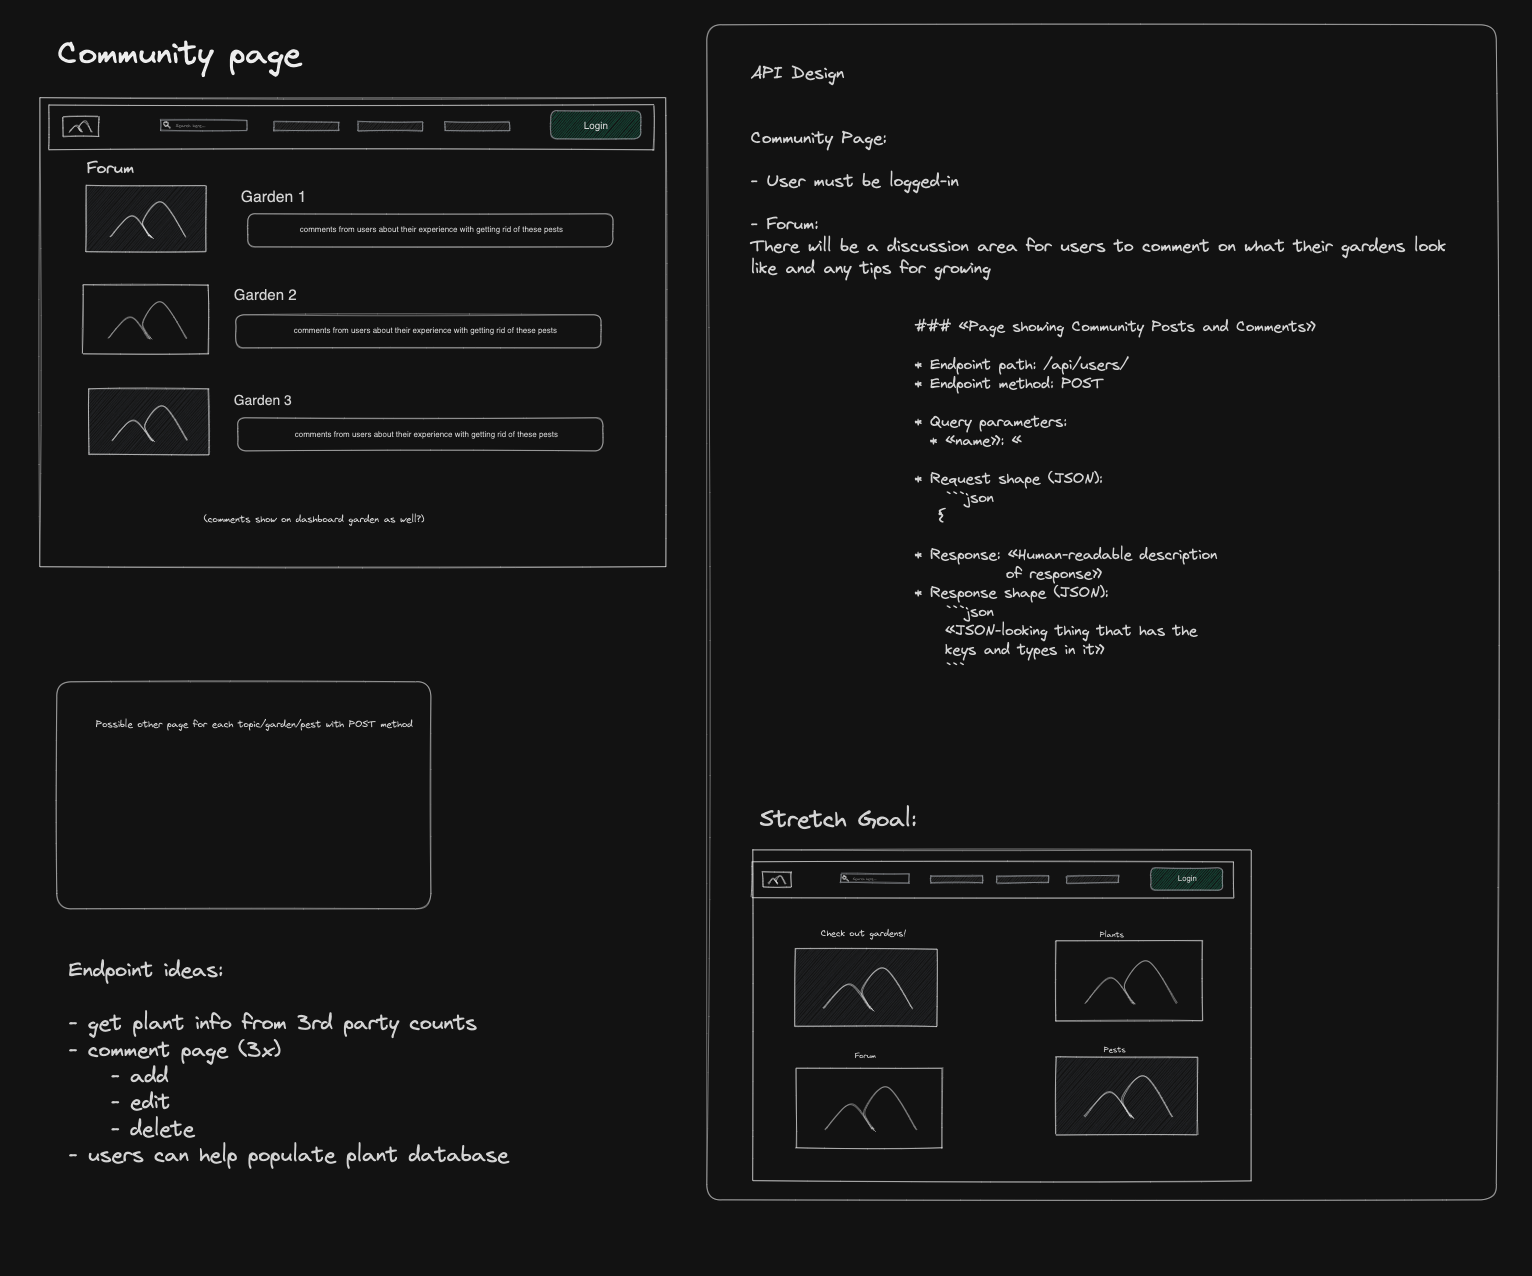 Community page
Search here...
Login
Forum
Garden 1
comments from users about their experience with getting rid of these pests
Garden 2
comments from users about their experience with getting rid of these pests
Garden 3
comments from users about their experience with getting rid of these pests
(comments show on dashboard garden as well?)
Possible other page for each topic/garden/pest with POST method
Endpoint ideas:
- get plant info from 3rd party counts
- comment page (3x)
- add
- edit
- delete
- users can help populate plant database
API Design
Community Page:
- User must be logged-in
- Forum:
There will be a discussion area for users to comment on what their gardens look
like and any tips for growing
### «Page showing Community Posts and Comments»
* Endpoint path: /api/users/
* Endpoint method: POST
* Query parameters:
* «name»: «
* Request shape (JSON):
```json
{
* Response: «Human-readable description
of response»
* Response shape (JSON):
```json
«JSON-looking thing that has the
keys and types in it»
```
Stretch Goal:
Search here...
Login
Check out gardens!
Plants
Forum
Pests